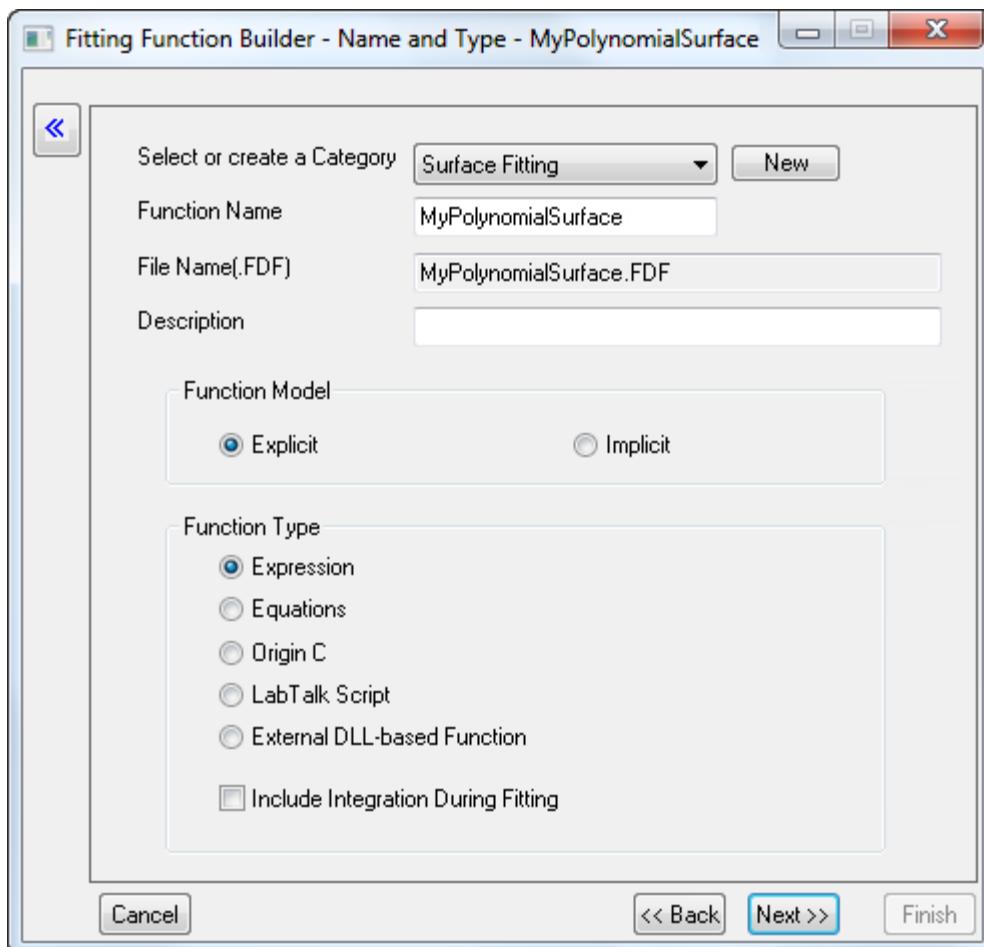 Fitting Function Builder - Name and Type - MyPolynomialSurface
Select or create a Category Surface Fitting New
Function Name MyPolynomialSurface
File Name(.FDF) MyPolynomialSurface.FDF
Description
Function Model
Explicit Implicit
Function Type
Expression
Equations
Origin C
LabTalk Script
External DLL-based Function
Include Integration During Fitting
Cancel << Back Next >> Finish